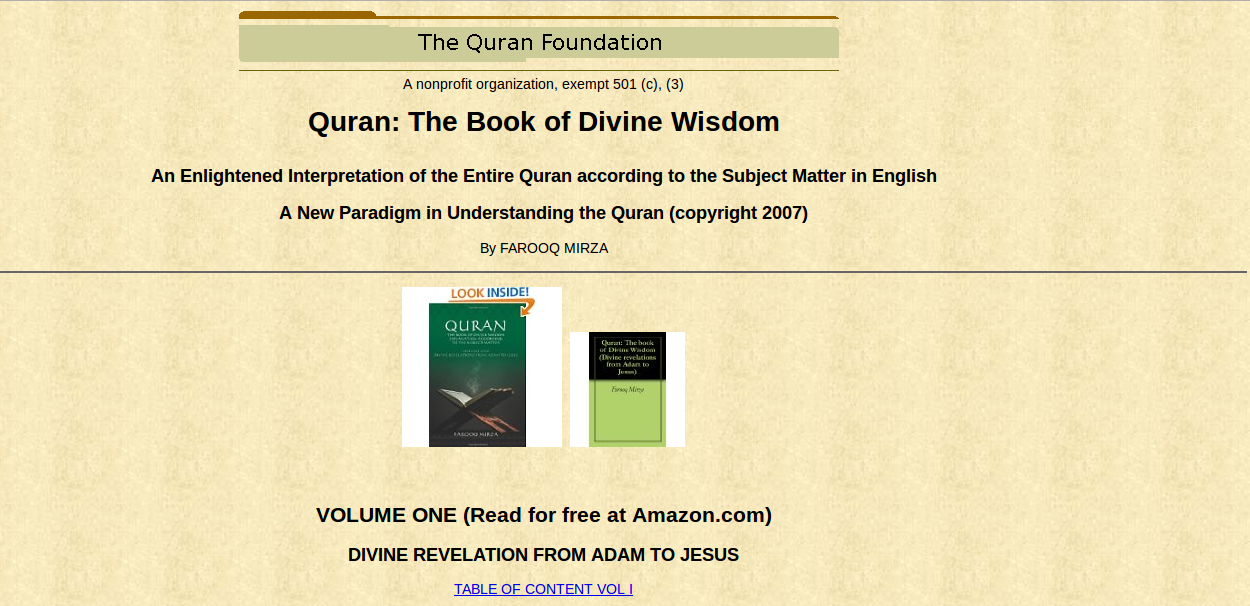 The Quran Foundation
A nonprofit organization, exempt 501 (c), (3)
Quran: The Book of Divine Wisdom
An Enlightened Interpretation of the Entire Quran according to the Subject Matter in English
A New Paradigm in Understanding the Quran (copyright 2007)
By FAROOQ MIRZA
LOOK INSIDE!
QURAN
FAROOQ MIRZA
Quran: The book
of Divine Wisdom
(Divine revelations
from Adam to
Jesus)
Farooq Mirza
VOLUME ONE (Read for free at Amazon.com)
DIVINE REVELATION FROM ADAM TO JESUS
TABLE OF CONTENT VOL I